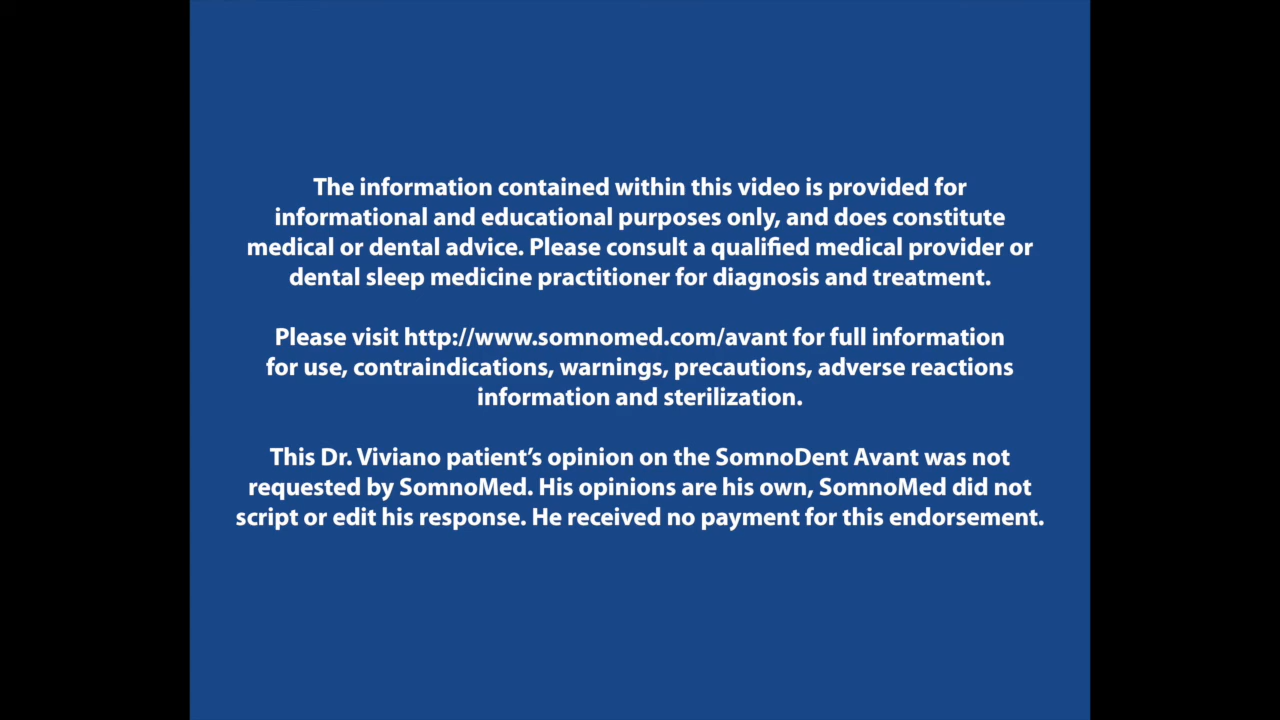 The information contained within this video is provided for
informational and educational purposes only, and does constitute
medical or dental advice. Please consult a qualified medical provider or
dental sleep medicine practitioner for diagnosis and treatment.
Please visit http://www.somnomed.com/avant for full information
for use, contraindications, warnings, precautions, adverse reactions
information and sterilization.
This Dr. Viviano patient’s opinion on the SomnoDent Avant was not
requested by SomnoMed. His opinions are his own, SomnoMed did not
script or edit his response. He received no payment for this endorsement.